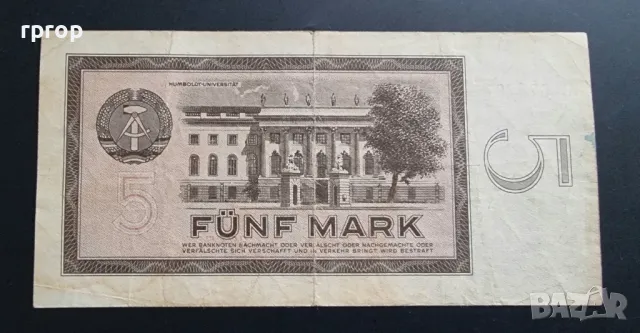 rprop
HUMBOLDT-UNIVERSITÄT
5
5
FÜNF MARK
WER BANKNOTEN NACHMACHT ODER VERFÄLSCHT ODER NACHGEMACHTE ODER
VERFÄLSCHTE SICH VERSCHAFFT UND IN VERKEHR BRINGT WIRD BESTRAFT
bazar